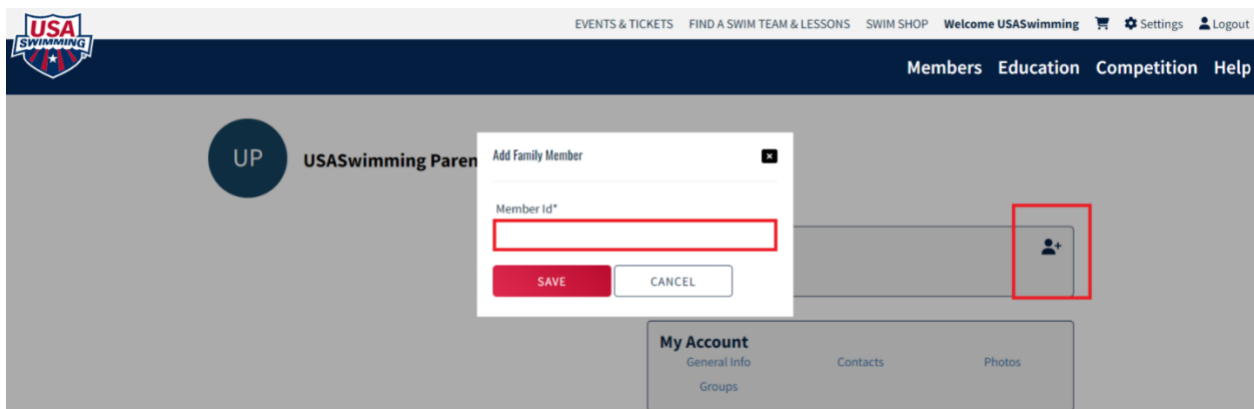 USA
SWIMMING
EVENTS & TICKETS FIND A SWIM TEAM & LESSONS SWIM SHOP Welcome USASwimming Settings Logout
Members Education Competition Help
UP
USASwimming Paren
Add Family Member
Member Id*
SAVE CANCEL
My Account
General Info Contacts Photos
Groups